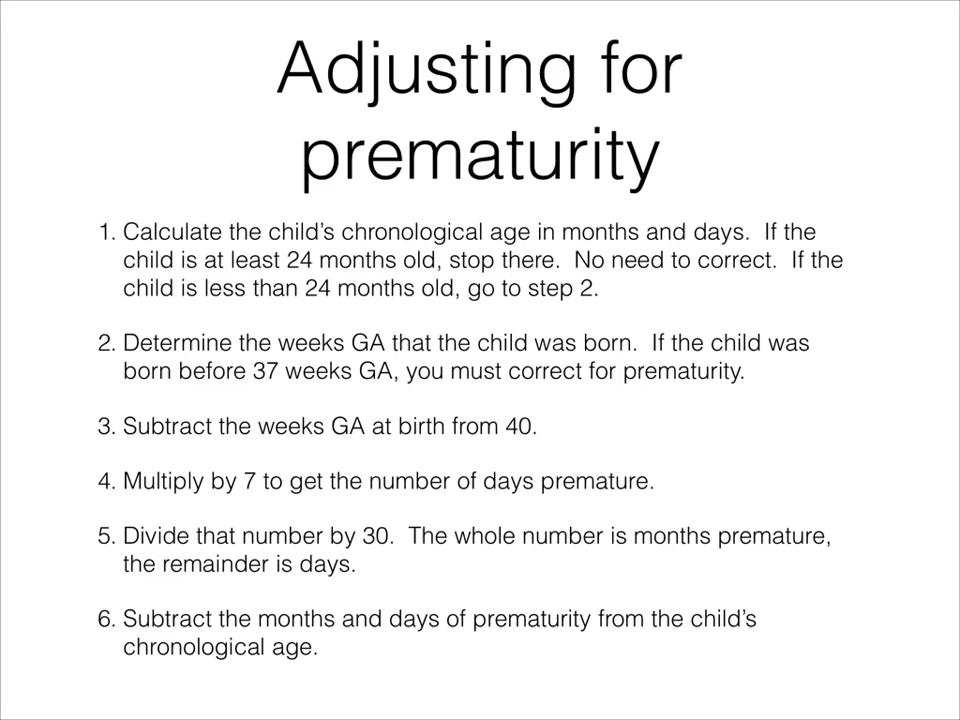 Adjusting for
prematurity
1. Calculate the child’s chronological age in months and days.  If the
child is at least 24 months old, stop there.  No need to correct.  If the
child is less than 24 months old, go to step 2.
2. Determine the weeks GA that the child was born.  If the child was
born before 37 weeks GA, you must correct for prematurity.
3. Subtract the weeks GA at birth from 40.
4. Multiply by 7 to get the number of days premature.
5. Divide that number by 30.  The whole number is months premature,
the remainder is days.
6. Subtract the months and days of prematurity from the child’s
chronological age.